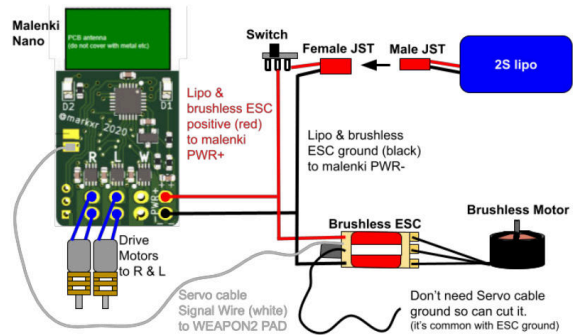 Malenki
Nano
PCB antenna
(do not cover with metal etc)
Switch
Female JST
Male JST
2S lipo
D2
D1
@markxr 2020
R
L
W
PWR+
PWR-
Lipo &
brushless ESC
positive (red)
to malenki
PWR+
Lipo & brushless
ESC ground (black)
to malenki PWR-
Brushless ESC
Brushless Motor
Drive
Motors
to R & L
Servo cable
Signal Wire (white)
to WEAPON2 PAD
Don't need Servo cable
ground so can cut it.
(it's common with ESC ground)